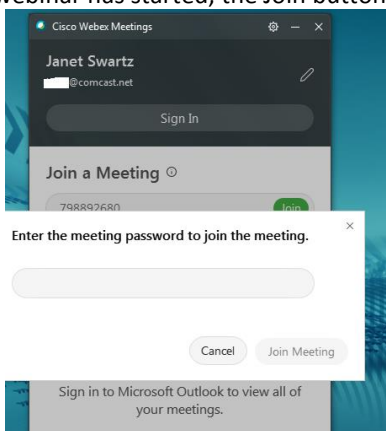 webinar has started, the Join button
Cisco Webex Meetings
Janet Swartz
@comcast.net
Sign In
Join a Meeting
798892680 Join
Enter the meeting password to join the meeting.
Cancel Join Meeting
Sign in to Microsoft Outlook to view all of
your meetings.